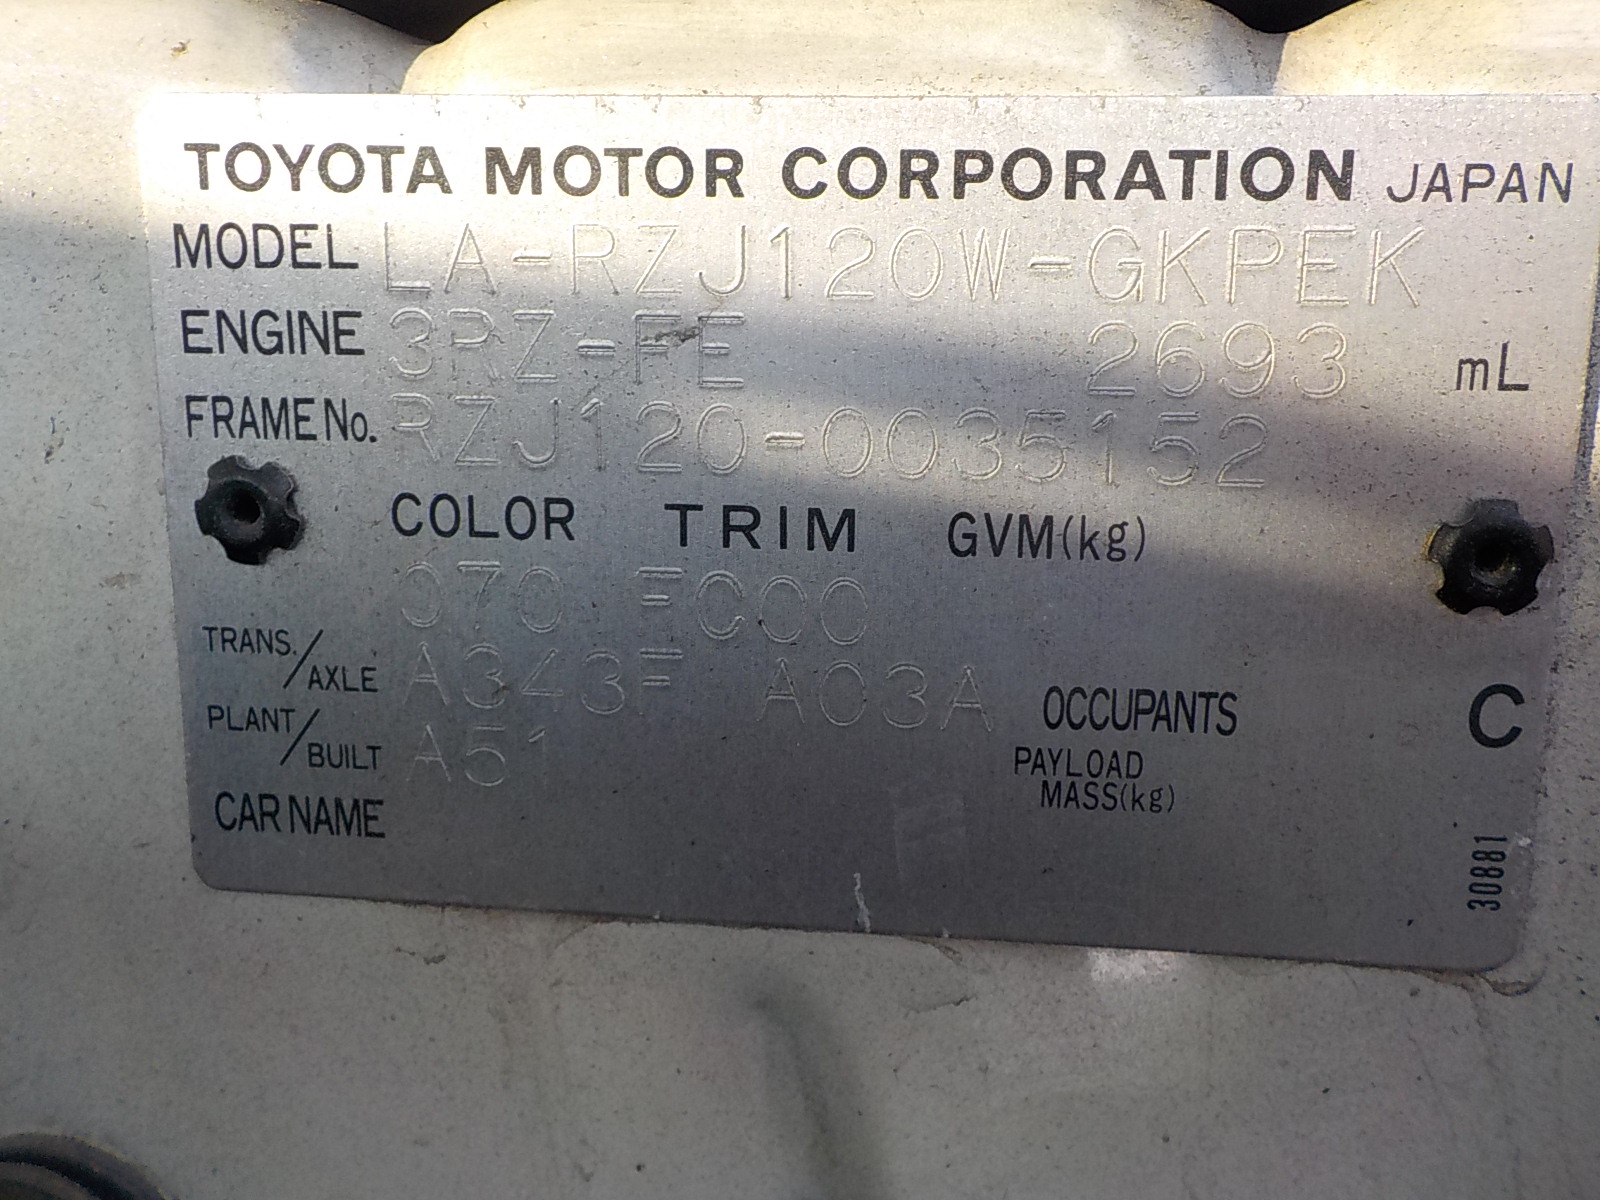 TOYOTA MOTOR CORPORATION JAPAN
MODEL LA-RZJ120W-GKPEK
ENGINE 3RZ-FE 2693 mL
FRAME No. RZJ120-0035152
COLOR TRIM GVM(kg)
070 FC00
TRANS./AXLE A343F A03A
OCCUPANTS C
PLANT/BUILT A51
PAYLOAD
MASS(kg)
CAR NAME
30881